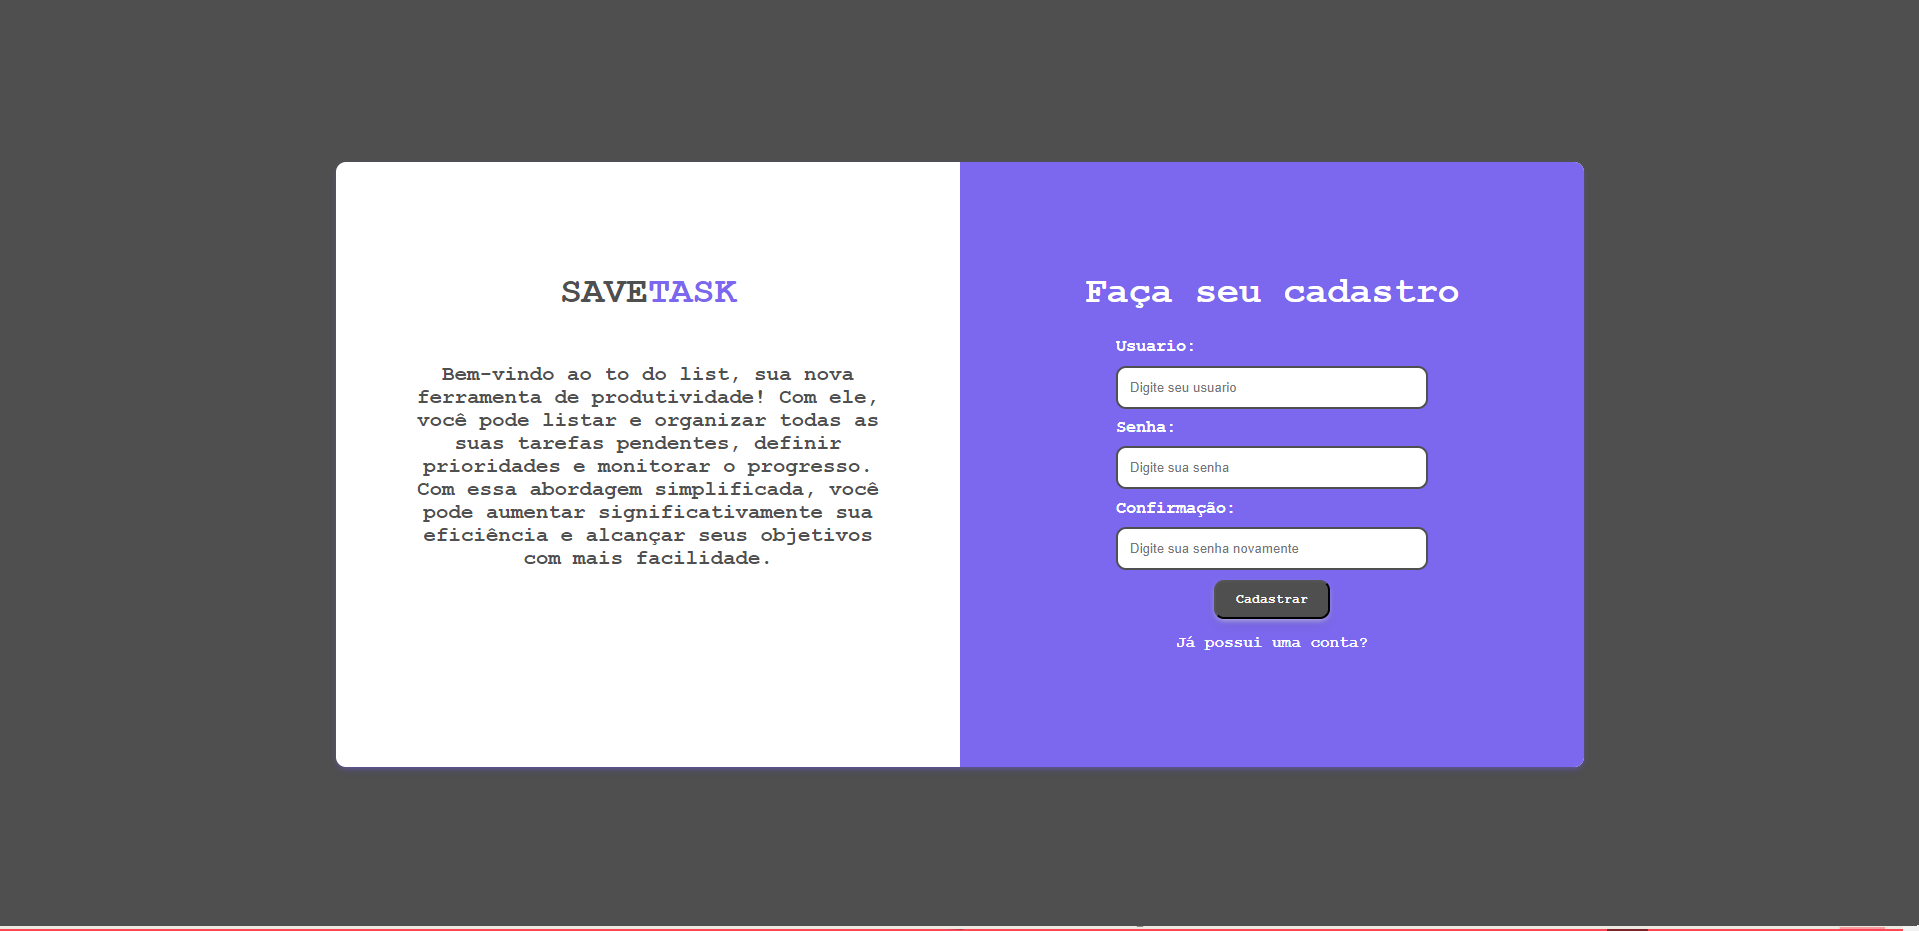 SAVETASK
Bem-vindo ao to do list, sua nova
ferramenta de produtividade! Com ele,
você pode listar e organizar todas as
suas tarefas pendentes, definir
prioridades e monitorar o progresso.
Com essa abordagem simplificada, você
pode aumentar significativamente sua
eficiência e alcançar seus objetivos
com mais facilidade.
Faça seu cadastro
Usuario:
Digite seu usuario
Senha:
Digite sua senha
Confirmação:
Digite sua senha novamente
Cadastrar
Já possui uma conta?